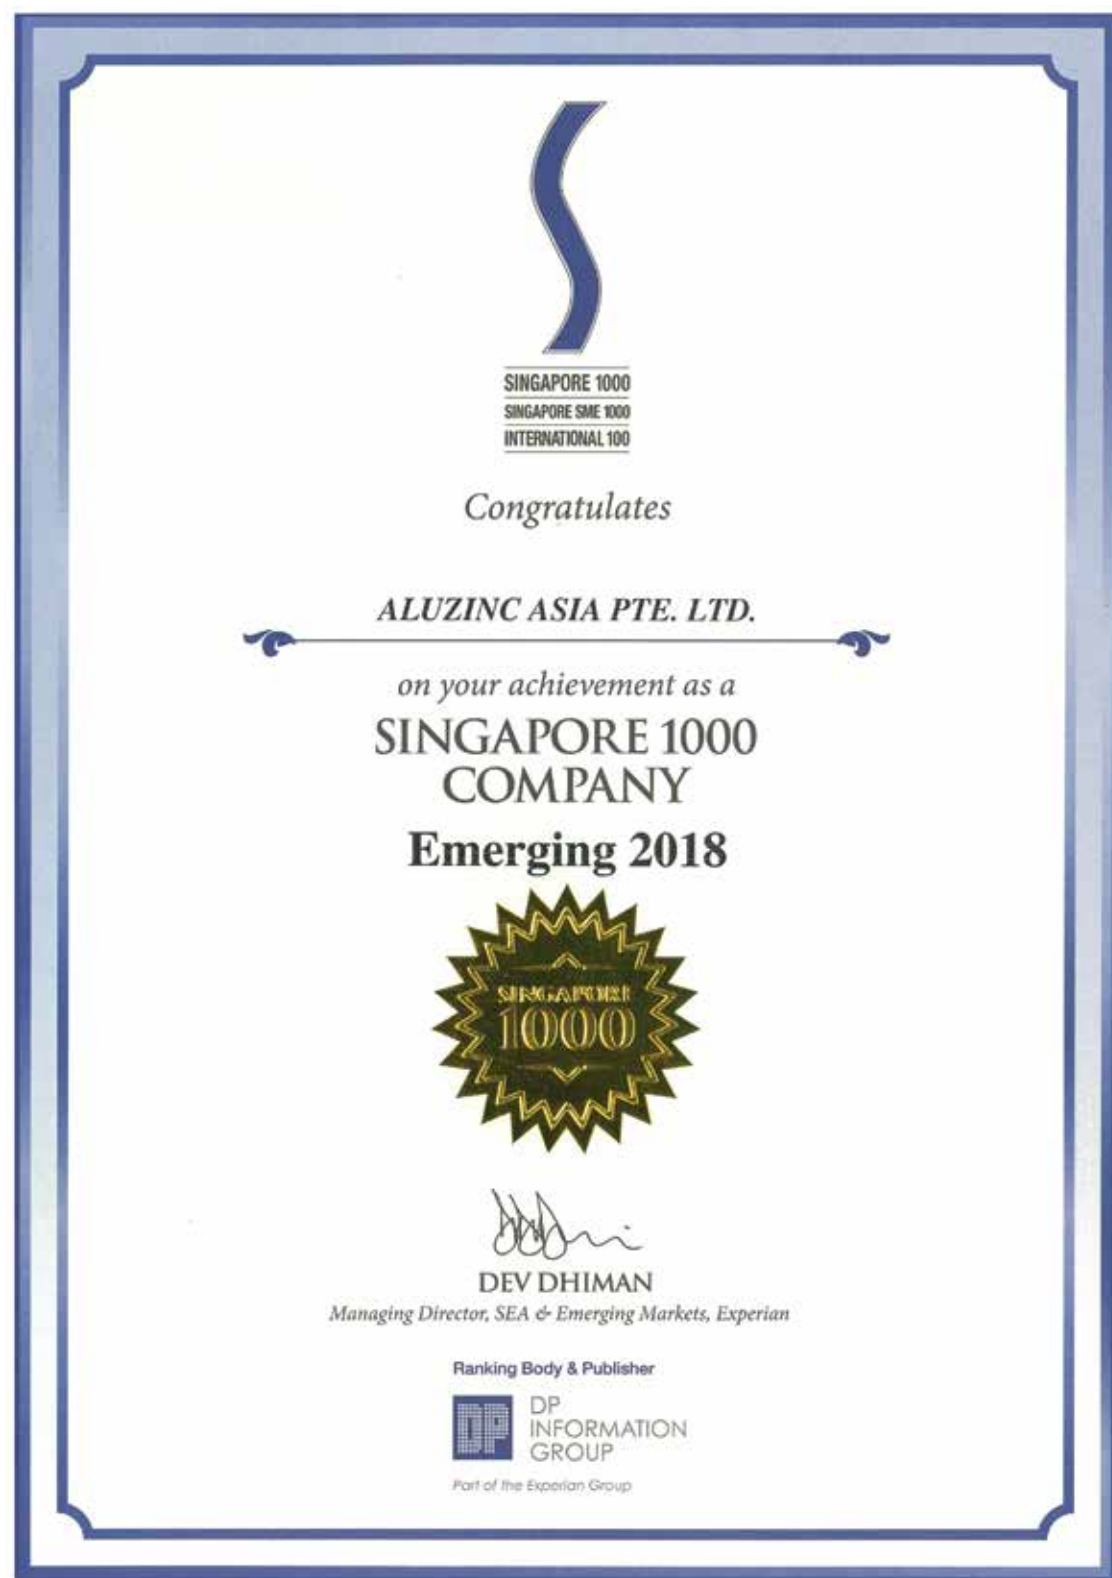 SINGAPORE 1000
SINGAPORE SME 1000
INTERNATIONAL 100
Congratulates
ALUZINC ASIA PTE. LTD.
on your achievement as a
SINGAPORE 1000
COMPANY
Emerging 2018
SINGAPORE
1000
DEV DHIMAN
Managing Director, SEA & Emerging Markets, Experian
Ranking Body & Publisher
DP
DP
INFORMATION
GROUP
Part of the Experian Group